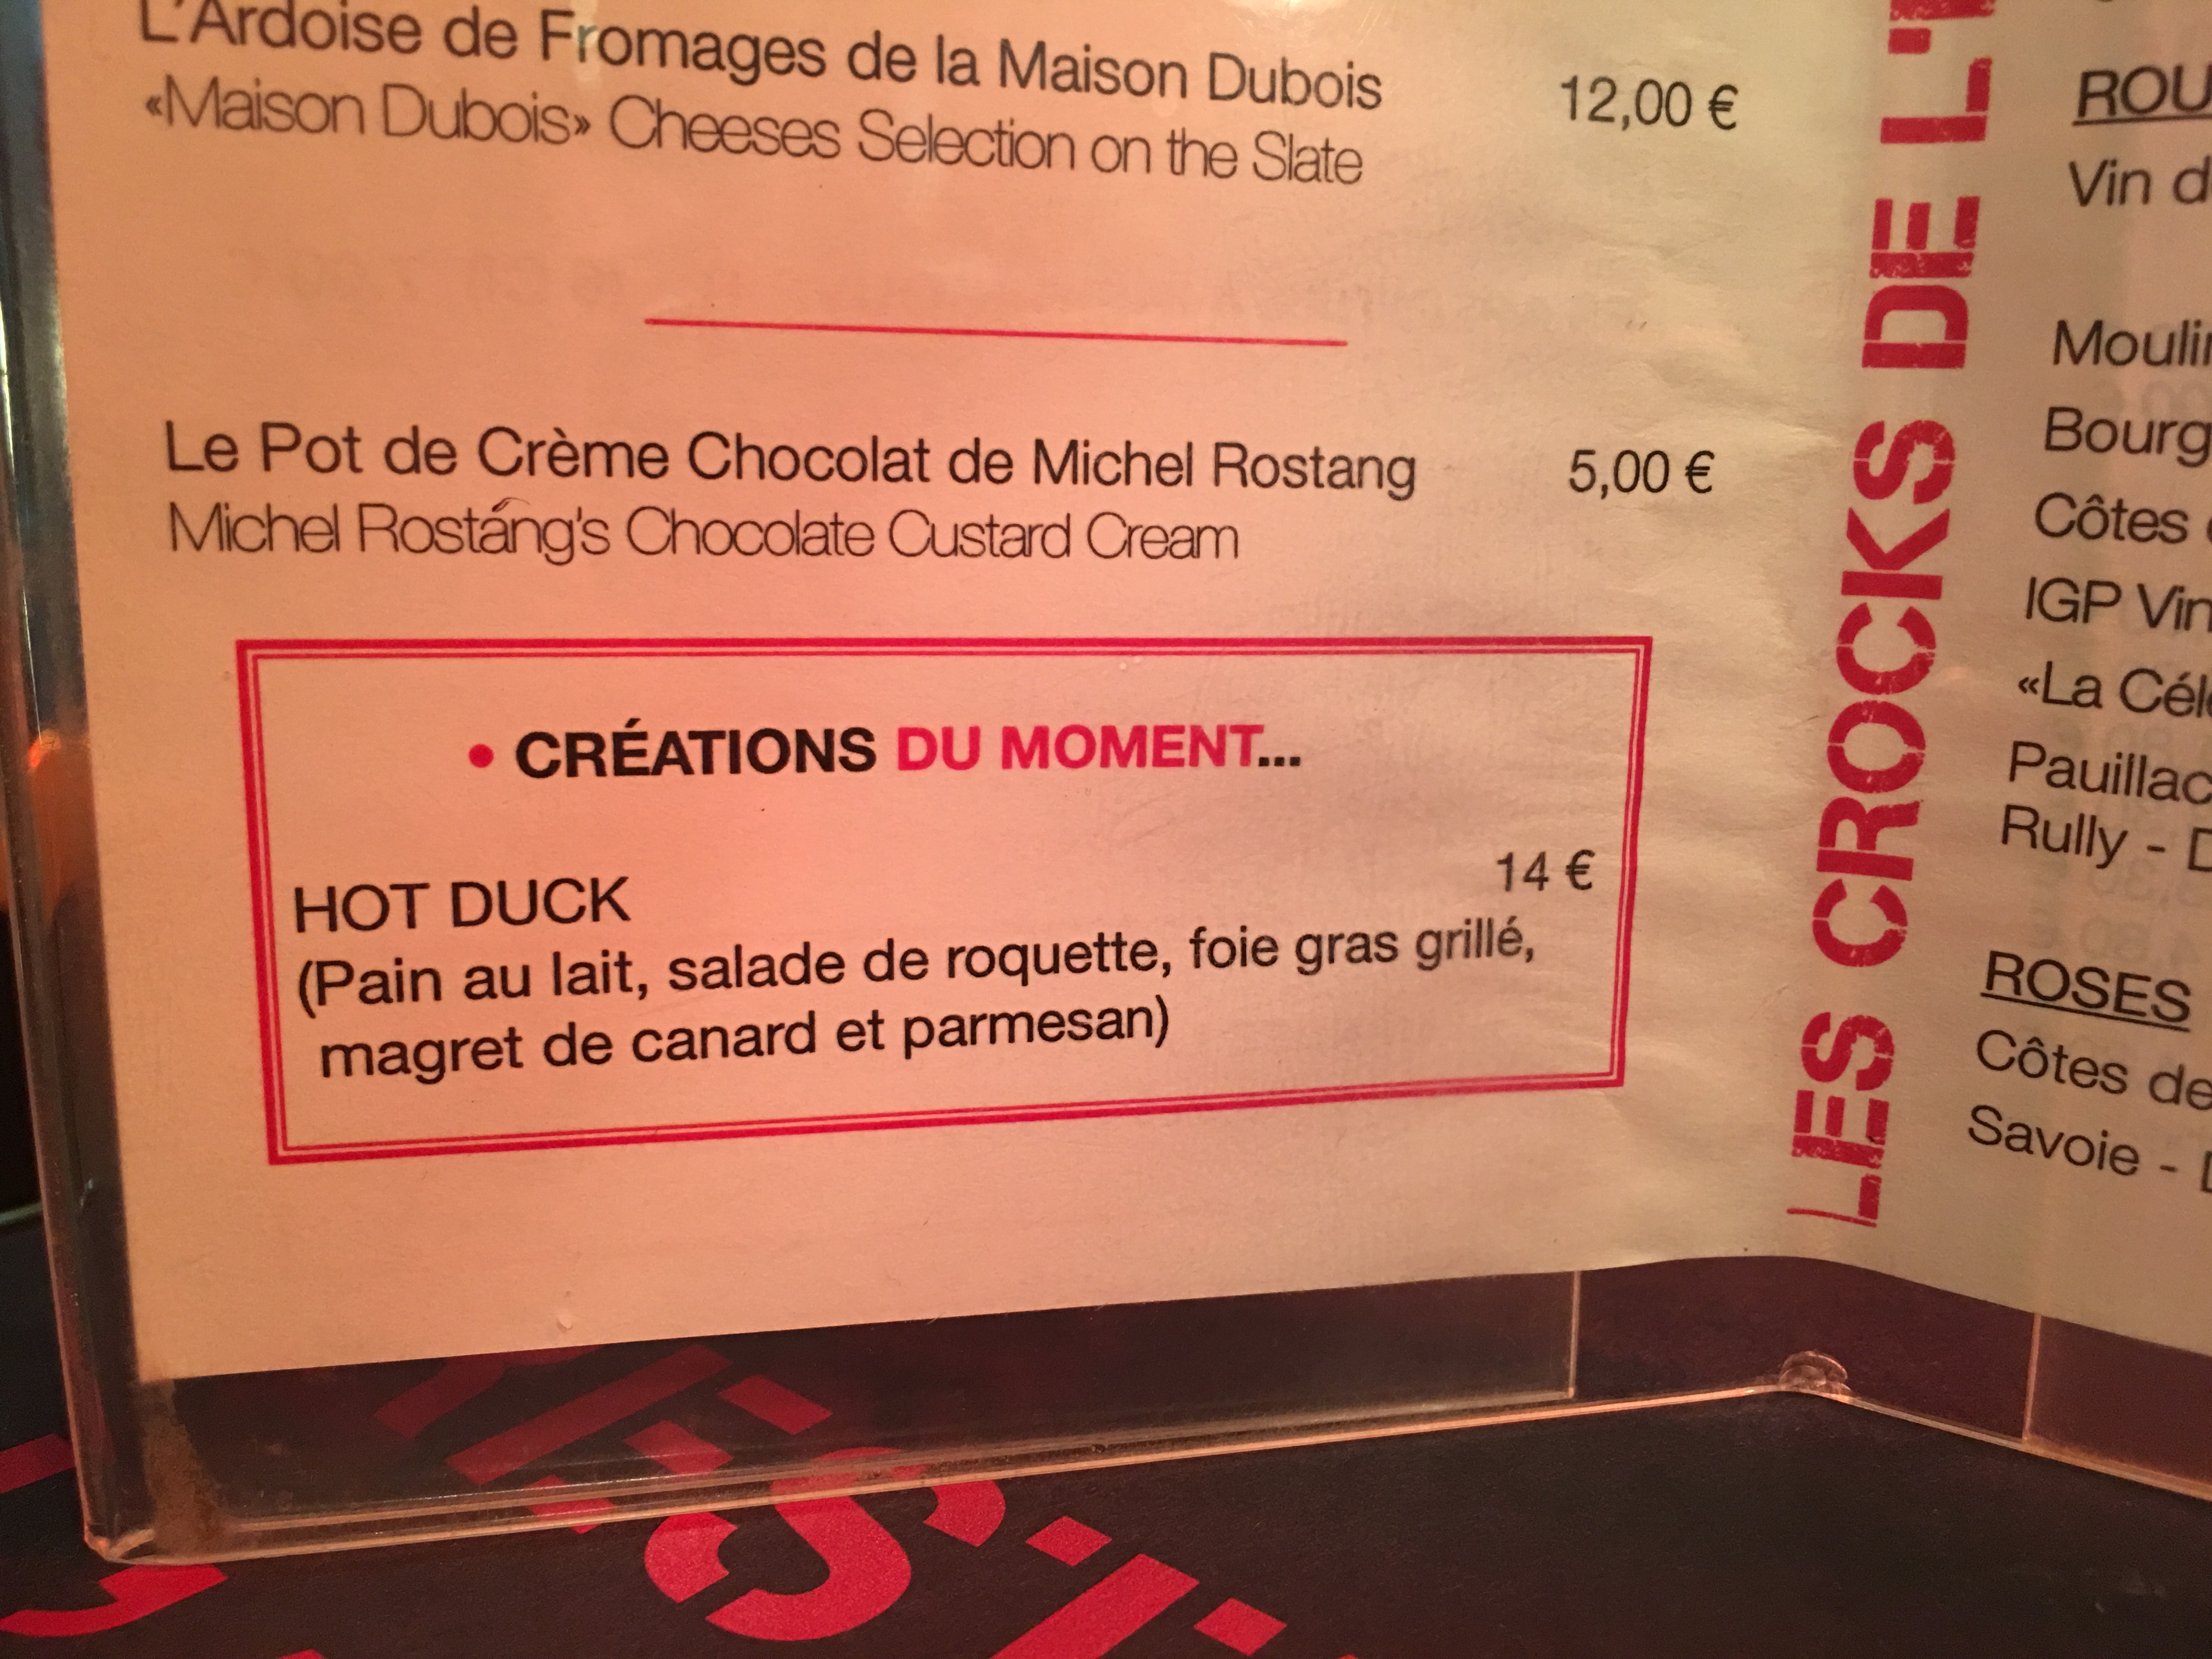 L'Ardoise de Fromages de la Maison Dubois 12,00 €
«Maison Dubois» Cheeses Selection on the Slate
Le Pot de Crème Chocolat de Michel Rostang 5,00 €
Michel Rostang's Chocolate Custard Cream
• CRÉATIONS DU MOMENT...
HOT DUCK 14 €
(Pain au lait, salade de roquette, foie gras grillé,
magret de canard et parmesan)
LES CROCKS DE L'
ROU
Vin d
Moulin
Bourg
Côtes
IGP Vin
«La Cél
Pauillac
Rully - D
ROSES
Côtes de
Savoie - D